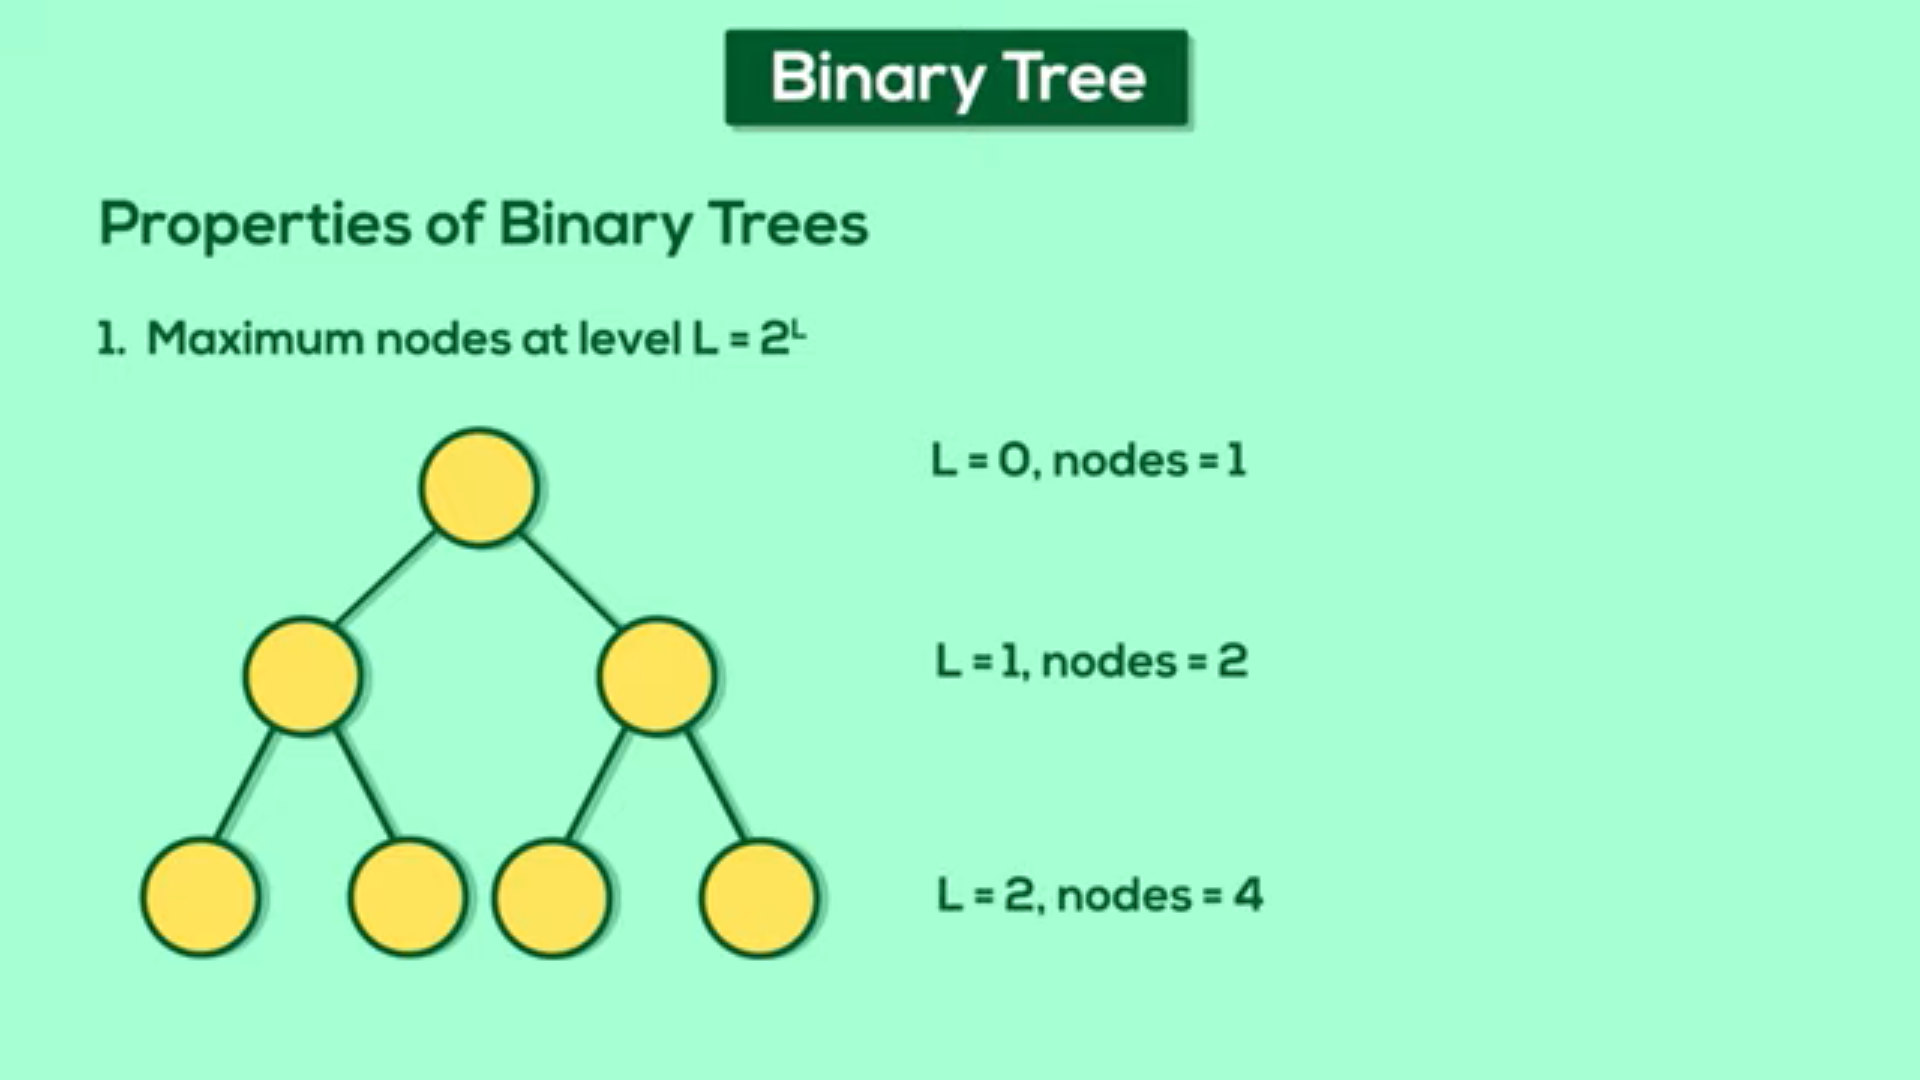 Binary Tree
Properties of Binary Trees
1. Maximum nodes at level L = 2ᴸ
L = 0, nodes = 1
L = 1, nodes = 2
L = 2, nodes = 4